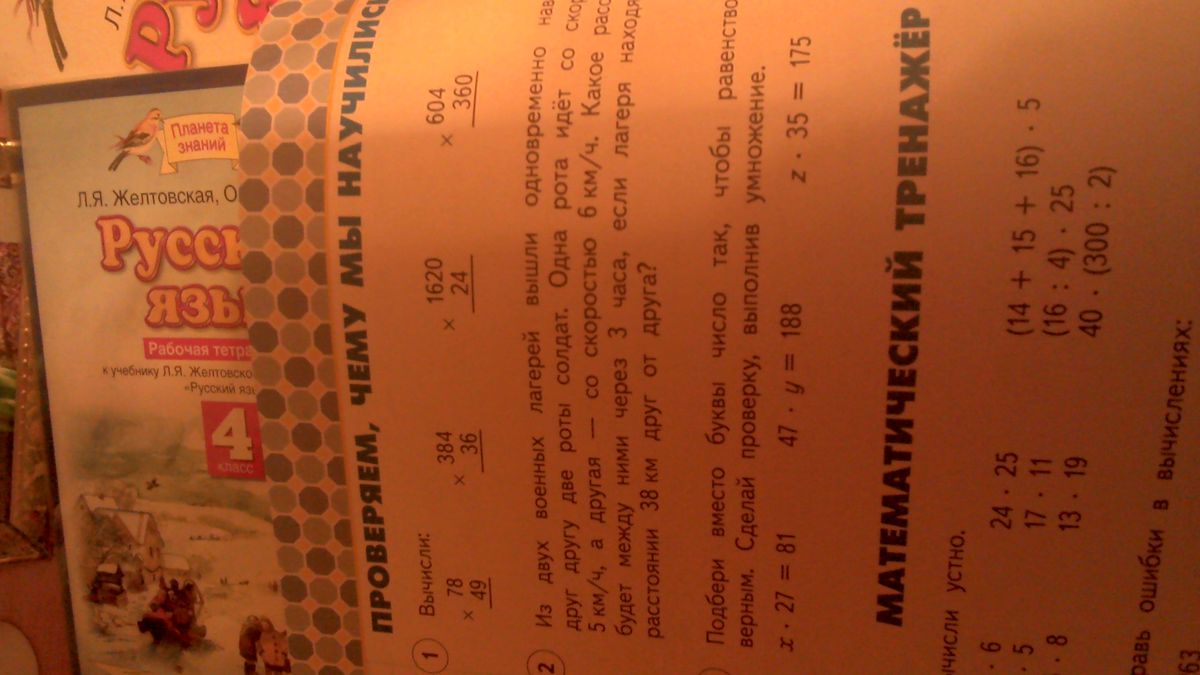 Планета
знаний
Л.Я. Желтовская, О
Русск
язы
Рабочая тетра
к учебнику Л.Я. Желтовско
«Русский яз
4
класс
ПРОВЕРЯЕМ, ЧЕМУ МЫ НАУЧИЛИСЬ
1 Вычисли:
× 78 × 384 × 1620 × 604
49 36 24 360
2 Из двух военных лагерей вышли одновременно нав
друг другу две роты солдат. Одна рота идёт со скор
5 км/ч, а другая — со скоростью 6 км/ч. Какое расс
будет между ними через 3 часа, если лагеря находя
расстоянии 38 км друг от друга?
Подбери вместо буквы число так, чтобы равенство
верным. Сделай проверку, выполнив умножение.
x · 27 = 81 47 · y = 188 z · 35 = 175
МАТЕМАТИЧЕСКИЙ ТРЕНАЖЁР
ычисли устно.
· 6 24 · 25 (14 + 15 + 16) · 5
· 5 17 · 11 (16 : 4) · 25
· 8 13 · 19 40 · (300 : 2)
равь ошибки в вычислениях:
63